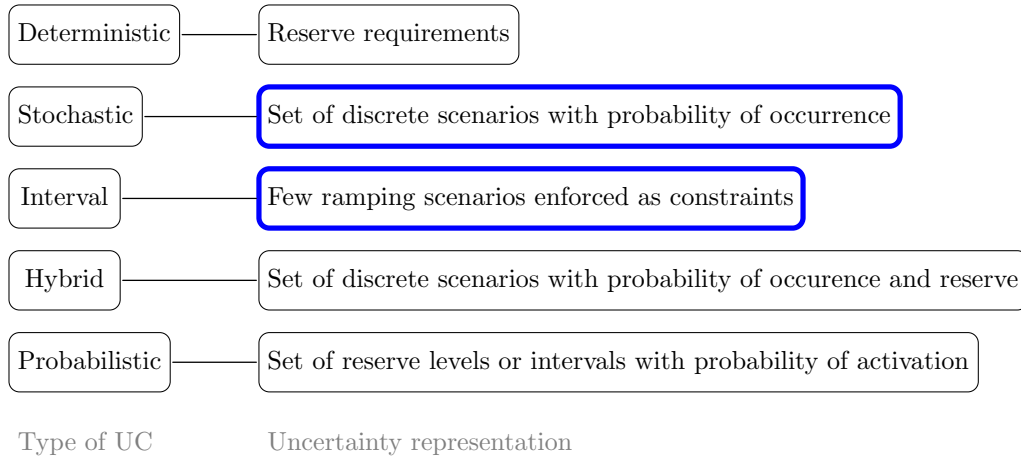 Deterministic Reserve requirements
Stochastic Set of discrete scenarios with probability of occurrence
Interval Few ramping scenarios enforced as constraints
Hybrid Set of discrete scenarios with probability of occurence and reserve
Probabilistic Set of reserve levels or intervals with probability of activation
Type of UC Uncertainty representation